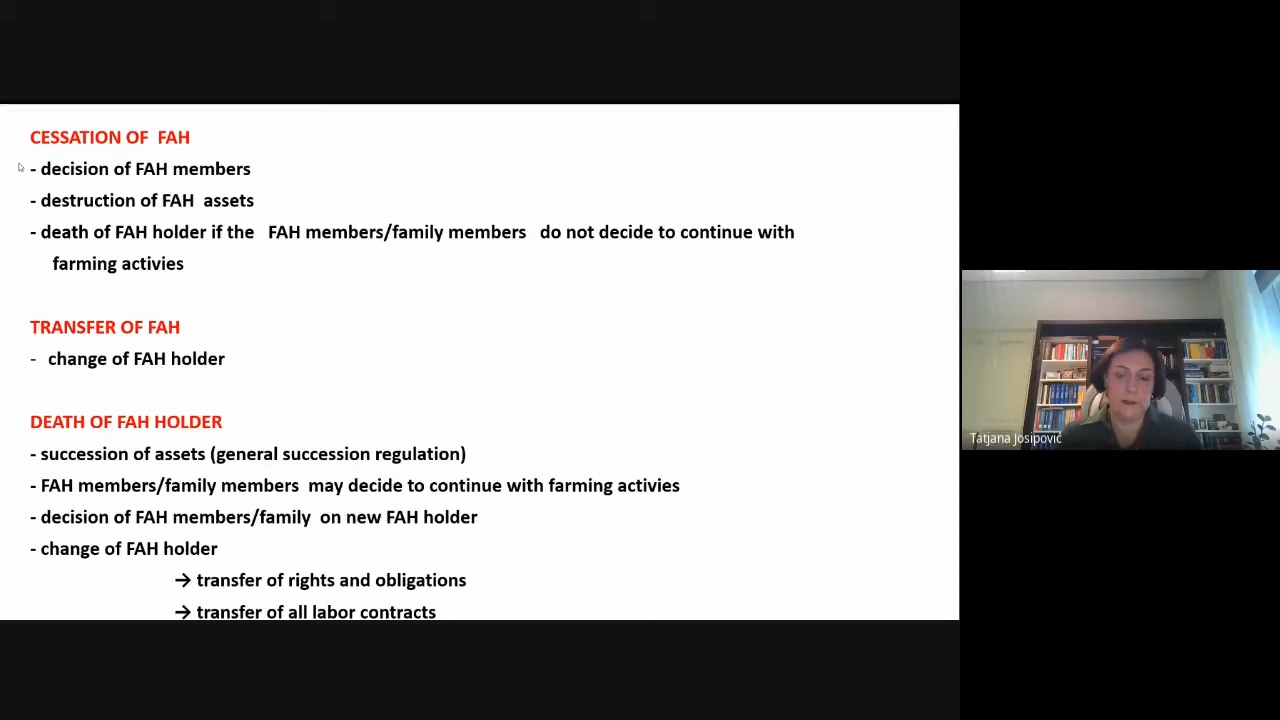 CESSATION OF FAH
- decision of FAH members
- destruction of FAH assets
- death of FAH holder if the FAH members/family members do not decide to continue with
farming activies
TRANSFER OF FAH
- change of FAH holder
DEATH OF FAH HOLDER
- succession of assets (general succession regulation)
- FAH members/family members may decide to continue with farming activies
- decision of FAH members/family on new FAH holder
- change of FAH holder
→ transfer of rights and obligations
→ transfer of all labor contracts
Tatjana Josipović